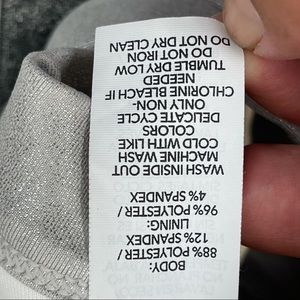 BODY:
88% POLYESTER /
12% SPANDEX
LINING:
96% POLYESTER /
4% SPANDEX
WASH INSIDE OUT
MACHINE WASH
COLD WITH LIKE
COLORS
DELICATE CYCLE
ONLY NON-
CHLORINE BLEACH IF
NEEDED
TUMBLE DRY LOW
DO NOT IRON
DO NOT DRY CLEAN